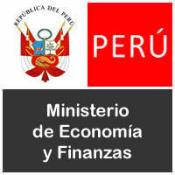 REPÚBLICA DEL PERÚ
PERÚ
Ministerio
de Economía
y Finanzas